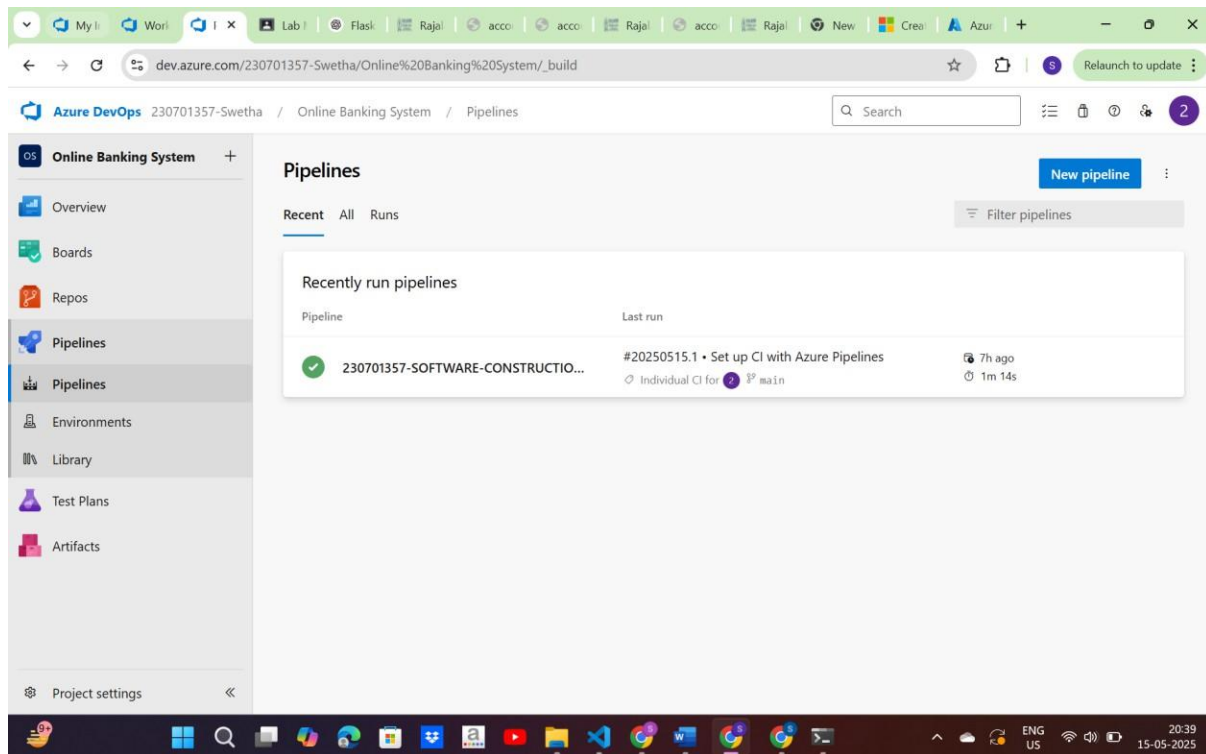 My I Work F Lab Flask Rajal acco acco Rajal acco Rajal New Crea Azur
dev.azure.com/230701357-Swetha/Online%20Banking%20System/_build S Relaunch to update
Azure DevOps 230701357-Swetha / Online Banking System / Pipelines Search 2
OS Online Banking System
Pipelines
New pipeline
Overview
Recent All Runs
Filter pipelines
Boards
Recently run pipelines
Repos
Pipeline Last run
Pipelines
230701357-SOFTWARE-CONSTRUCTIO...
#20250515.1 • Set up CI with Azure Pipelines
7h ago
Individual CI for 2 main
1m 14s
Pipelines
Environments
Library
Test Plans
Artifacts
Project settings
9+
ENG 20:39
US 15-05-2025